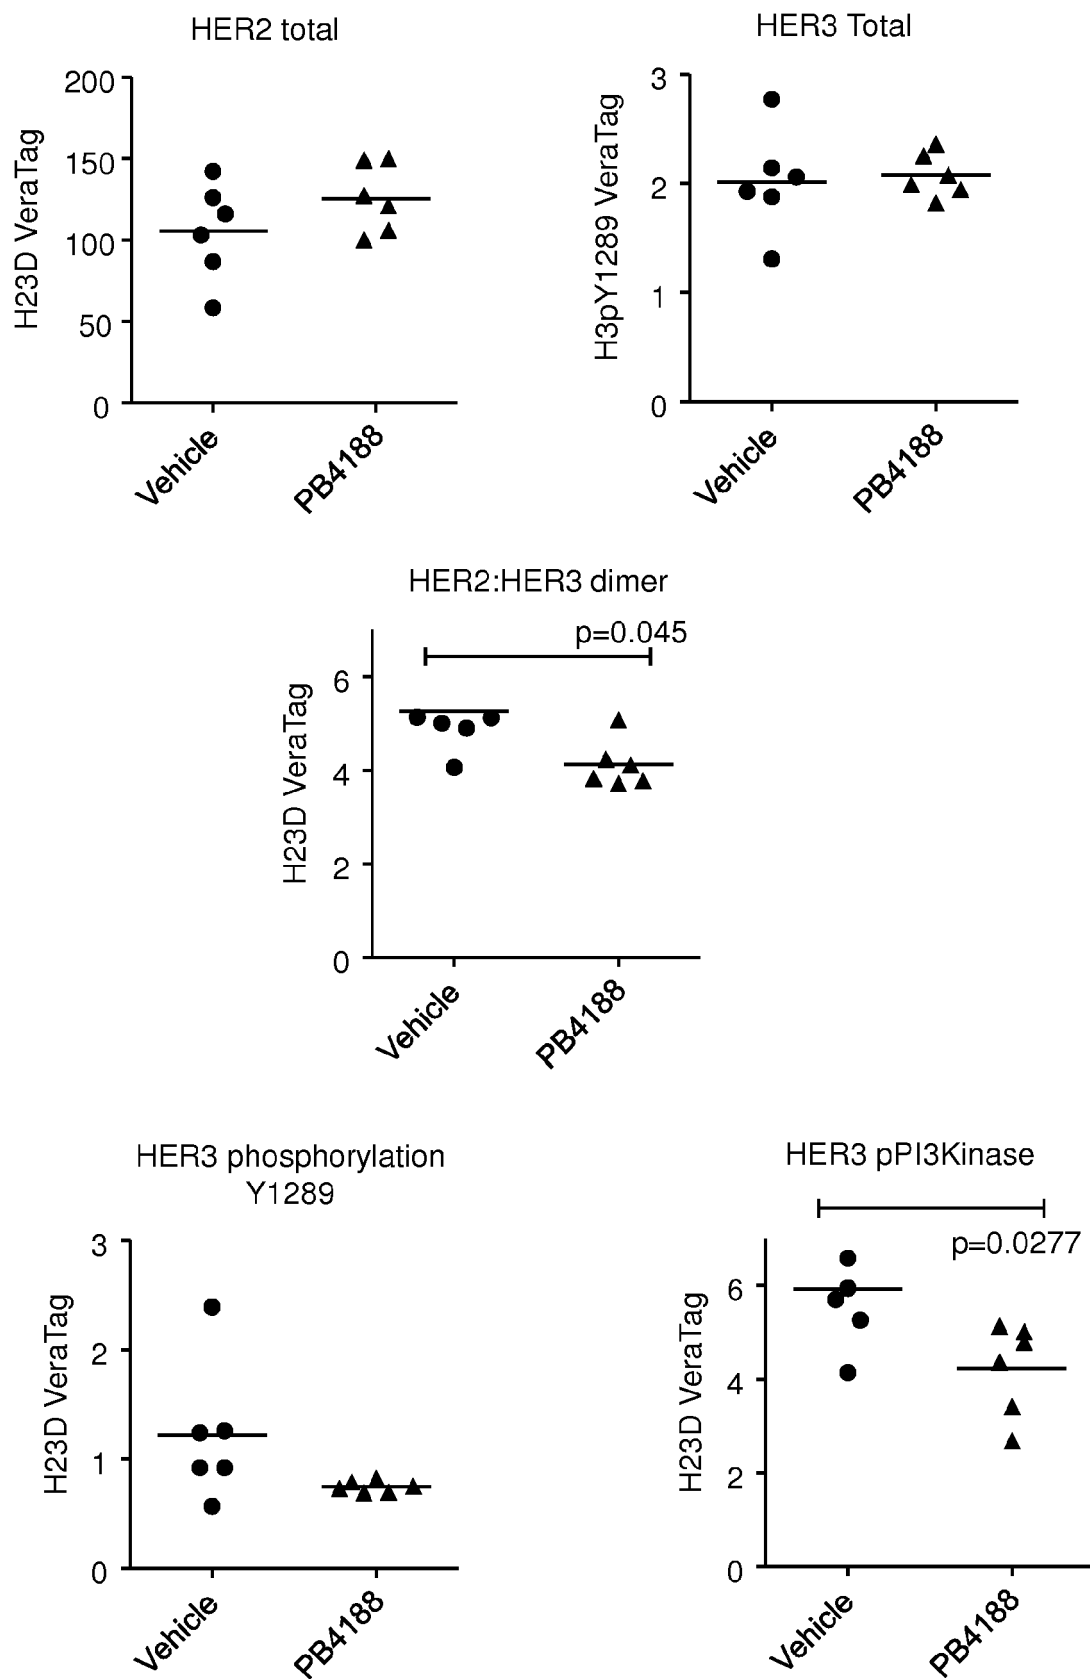 HER2 total
H23D VeraTag
200
150
100
50
0
Vehicle
PB4188
HER3 Total
H3pY1289 VeraTag
3
2
1
0
Vehicle
PB4188
HER2:HER3 dimer
p=0.045
H23D VeraTag
6
4
2
0
Vehicle
PB4188
HER3 phosphorylation
Y1289
H23D VeraTag
3
2
1
0
Vehicle
PB4188
HER3 pPI3Kinase
p=0.0277
H23D VeraTag
6
4
2
0
Vehicle
PB4188